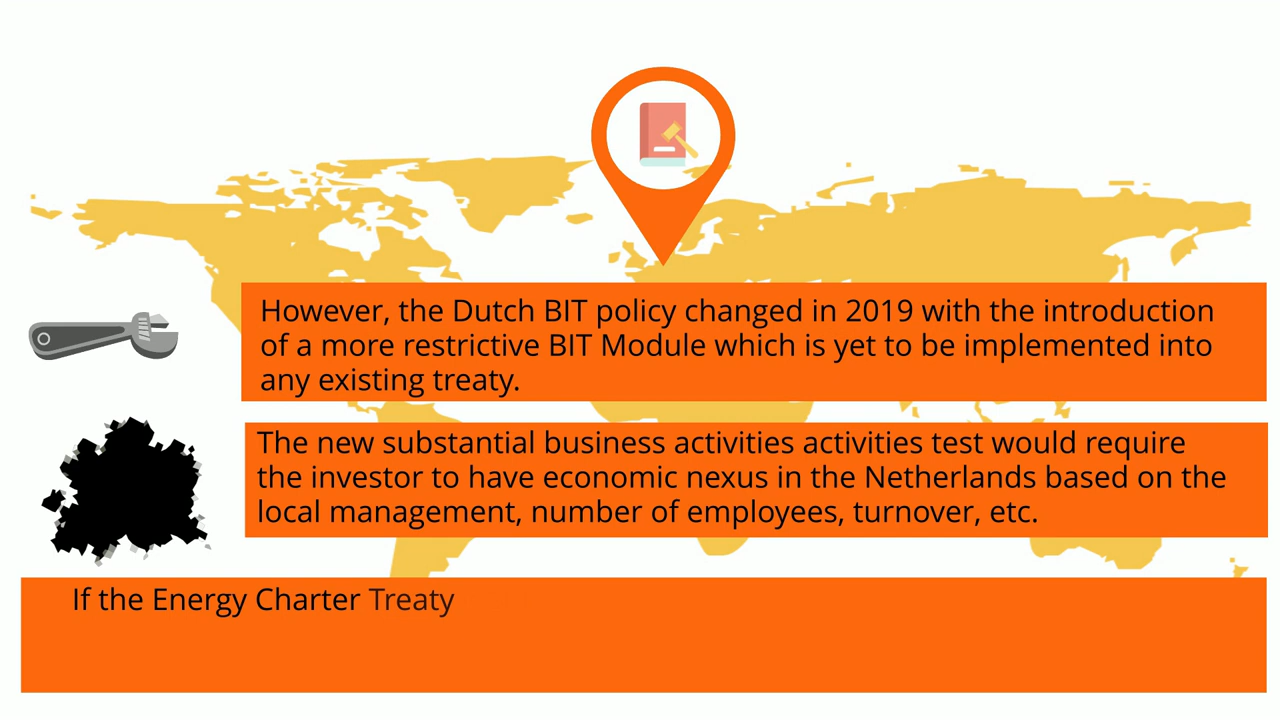 However, the Dutch BIT policy changed in 2019 with the introduction
of a more restrictive BIT Module which is yet to be implemented into
any existing treaty.
The new substantial business activities activities test would require
the investor to have economic nexus in the Netherlands based on the
local management, number of employees, turnover, etc.
If the Energy Charter Treaty